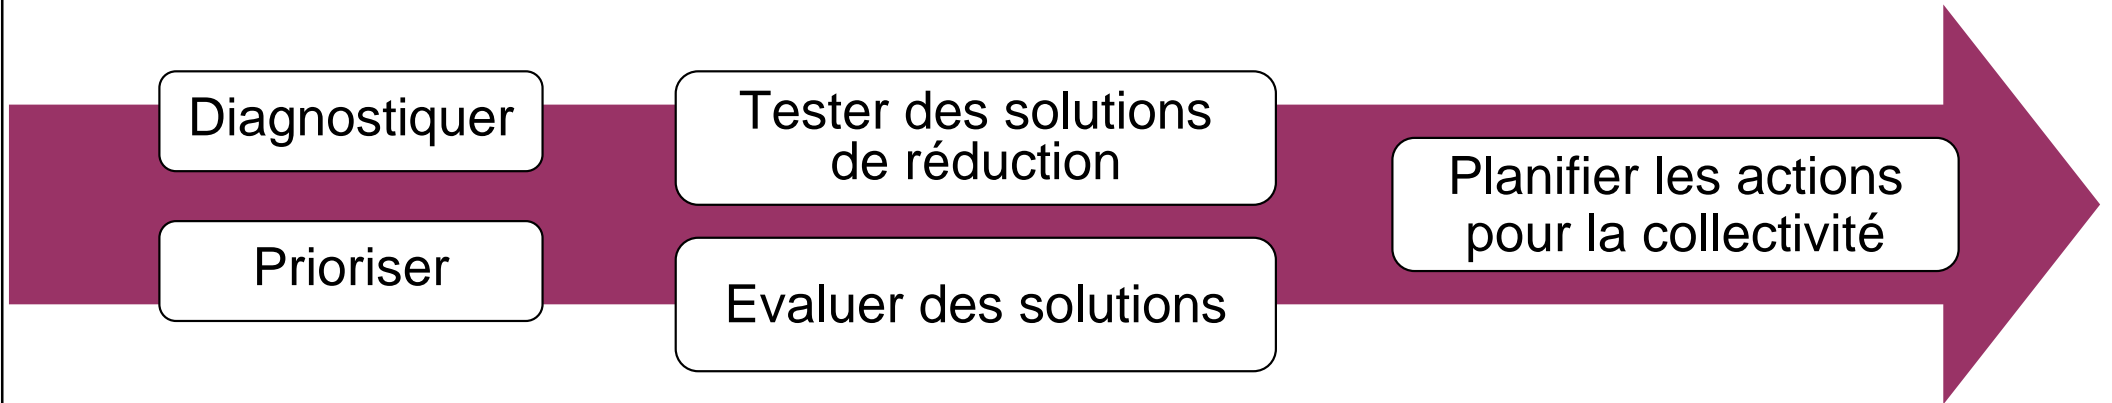 Diagnostiquer
Prioriser
Tester des solutions
de réduction
Evaluer des solutions
Planifier les actions
pour la collectivité